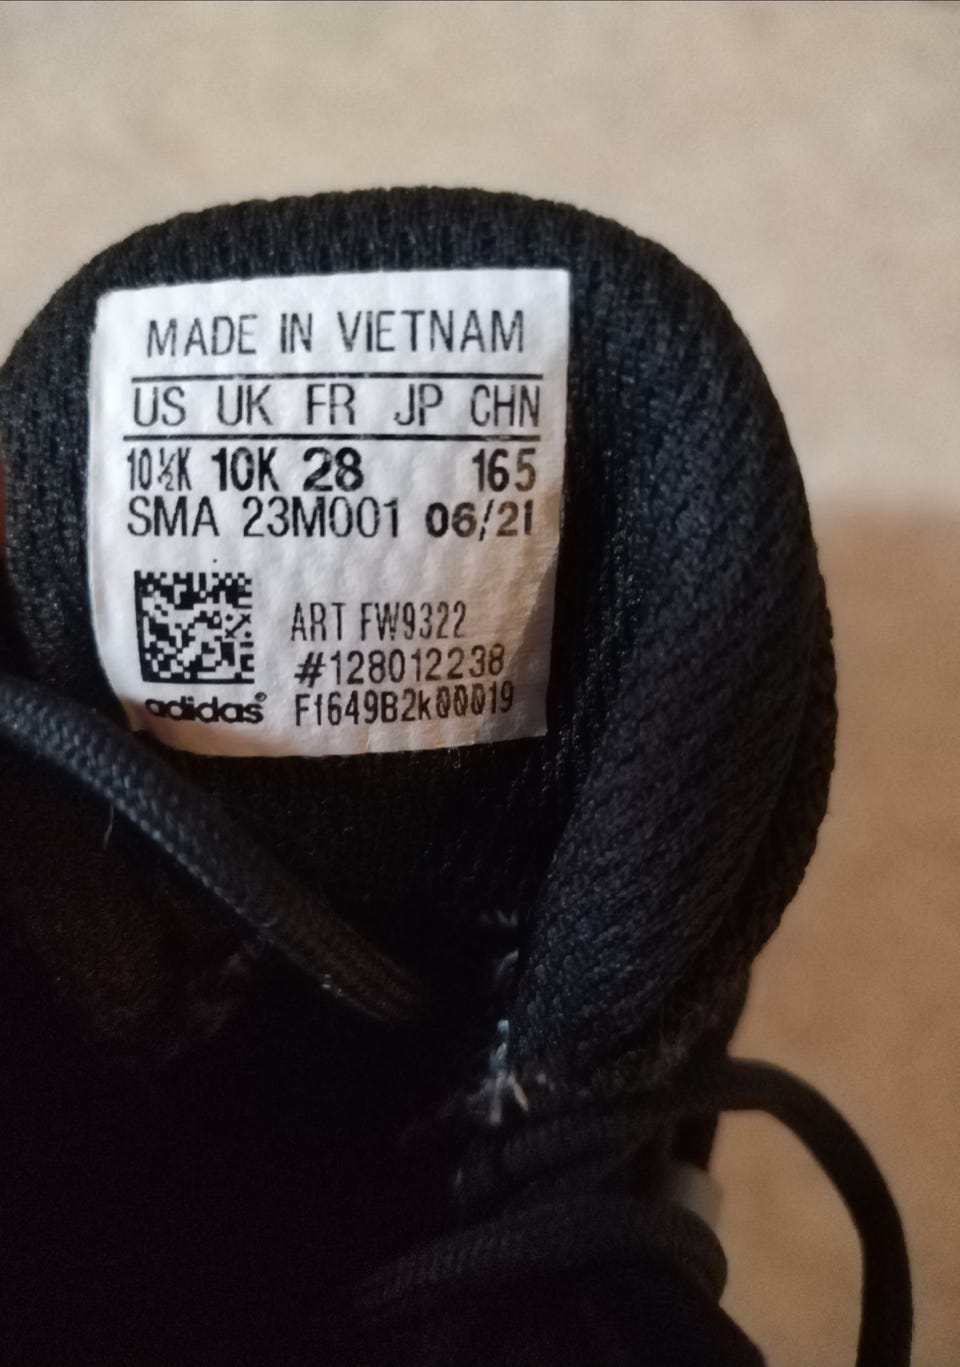 MADE IN VIETNAM
US UK FR JP CHN
10½K 10K 28 165
SMA 23M001 06/21
ART FW9322
#128012238
adidas® F1649B2k00019